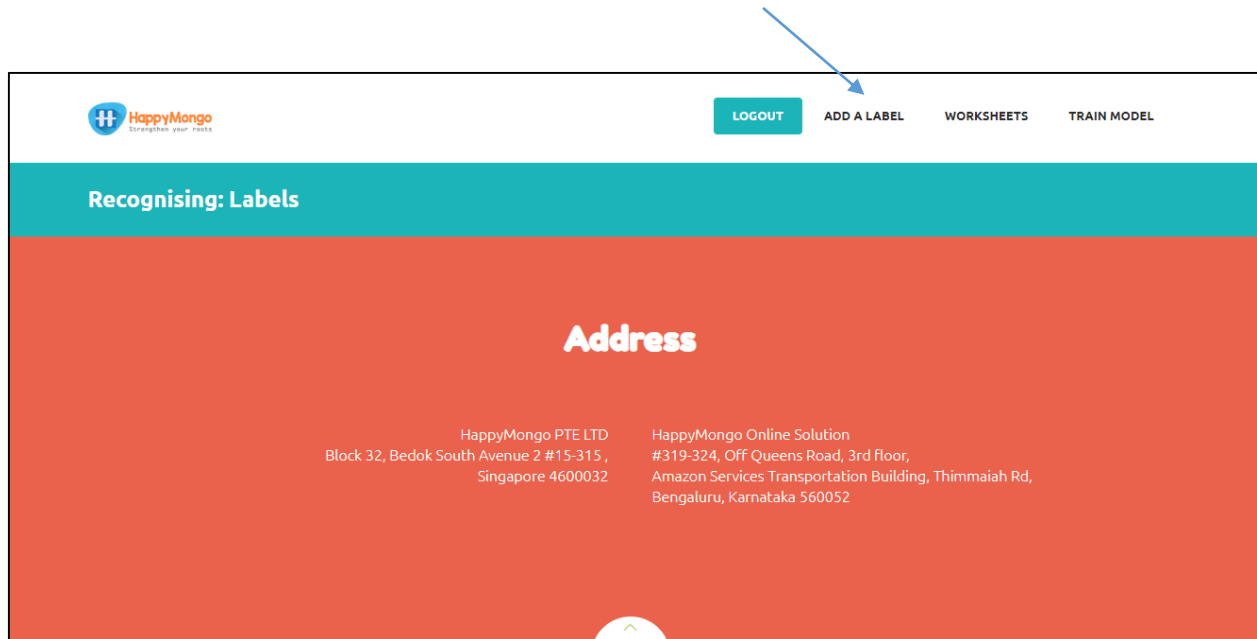 HappyMongo
Strengthen your roots
LOGOUT
ADD A LABEL
WORKSHEETS
TRAIN MODEL
Recognising: Labels
Address
HappyMongo PTE LTD
Block 32, Bedok South Avenue 2 #15-315 ,
Singapore 4600032
HappyMongo Online Solution
#319-324, Off Queens Road, 3rd floor,
Amazon Services Transportation Building, Thimmaiah Rd,
Bengaluru, Karnataka 560052